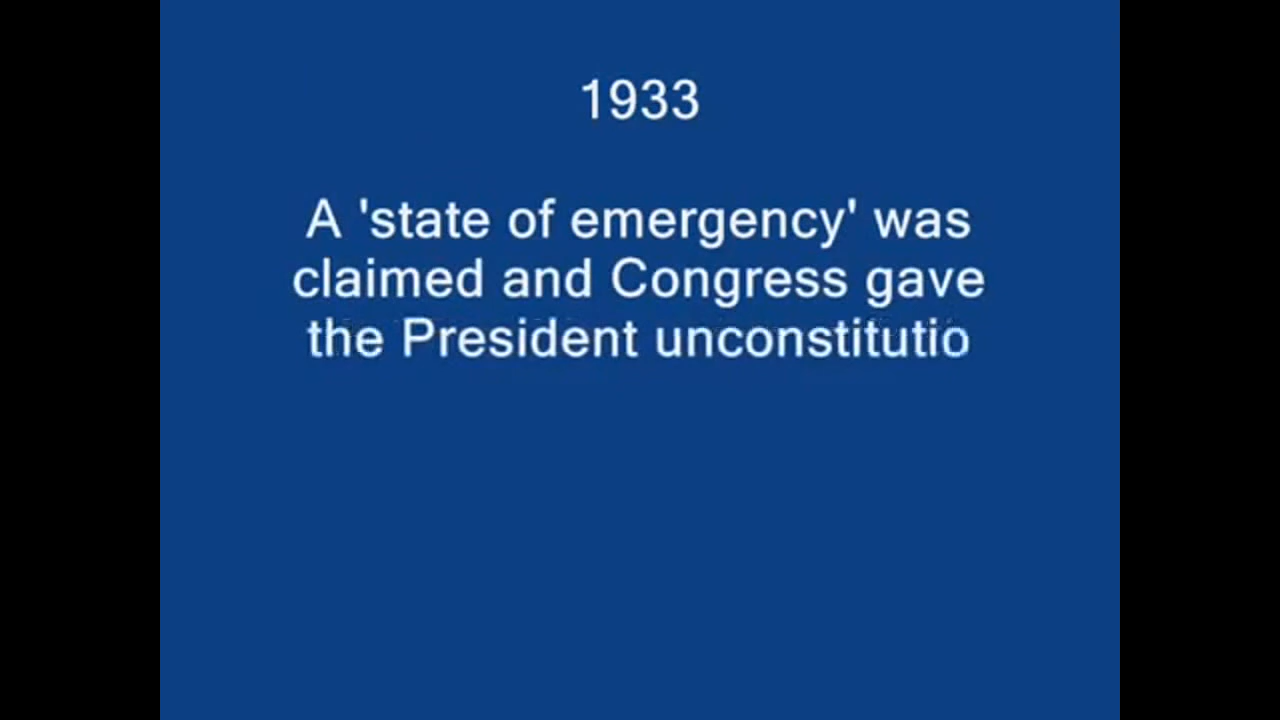 1933
A 'state of emergency' was
claimed and Congress gave
the President unconstitutio